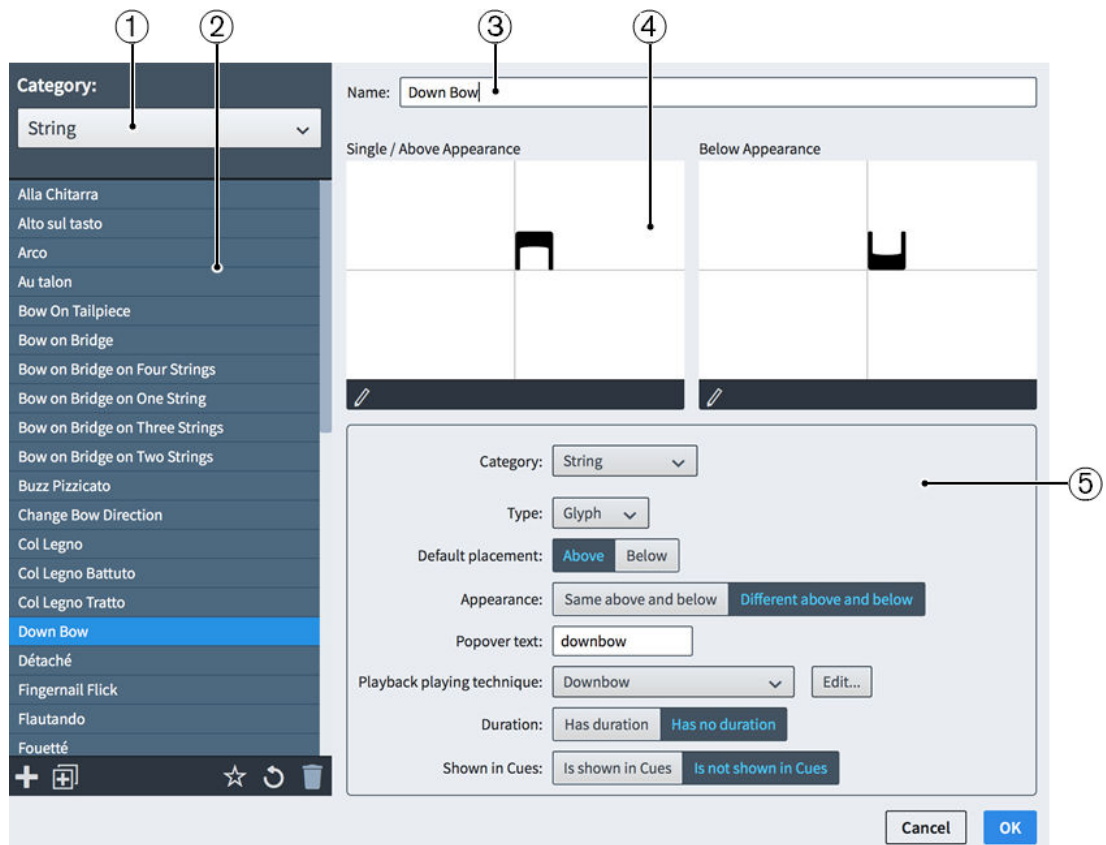 ① ② ③ ④
Category:
String
Alla Chitarra
Alto sul tasto
Arco
Au talon
Bow On Tailpiece
Bow on Bridge
Bow on Bridge on Four Strings
Bow on Bridge on One String
Bow on Bridge on Three Strings
Bow on Bridge on Two Strings
Buzz Pizzicato
Change Bow Direction
Col Legno
Col Legno Battuto
Col Legno Tratto
Down Bow
Détaché
Fingernail Flick
Flautando
Fouetté
Name: Down Bow
Single / Above Appearance
Below Appearance
Category: String
⑤
Type: Glyph
Default placement: Above Below
Appearance: Same above and below Different above and below
Popover text: downbow
Playback playing technique: Downbow Edit...
Duration: Has duration Has no duration
Shown in Cues: Is shown in Cues Is not shown in Cues
Cancel OK